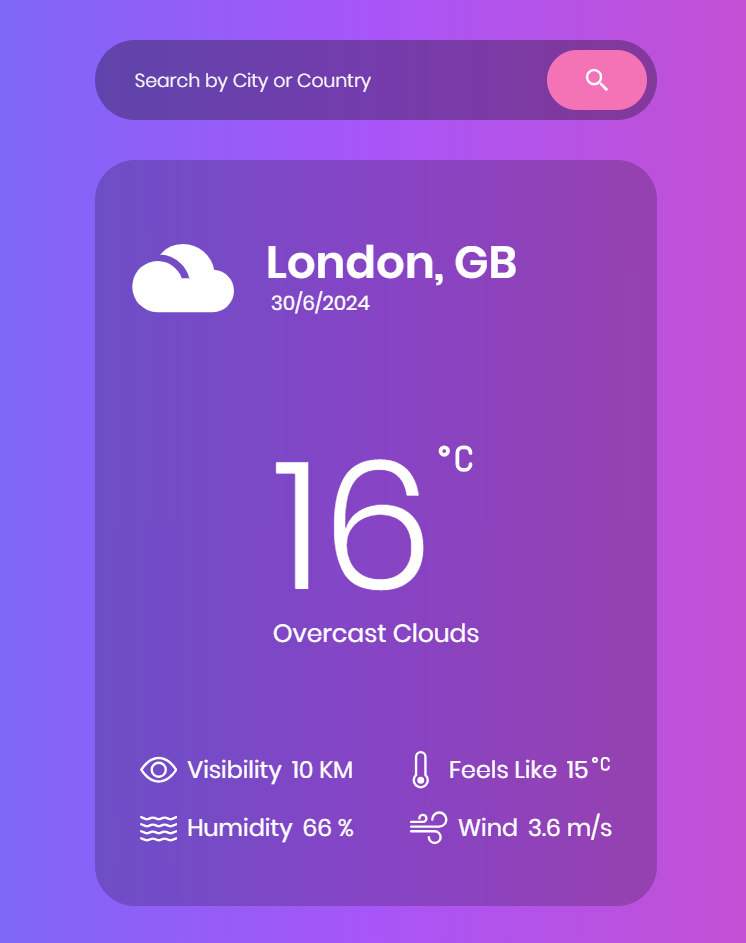 Search by City or Country
London, GB
30/6/2024
16 °C
Overcast Clouds
Visibility 10 KM Feels Like 15°C
Humidity 66 % Wind 3.6 m/s